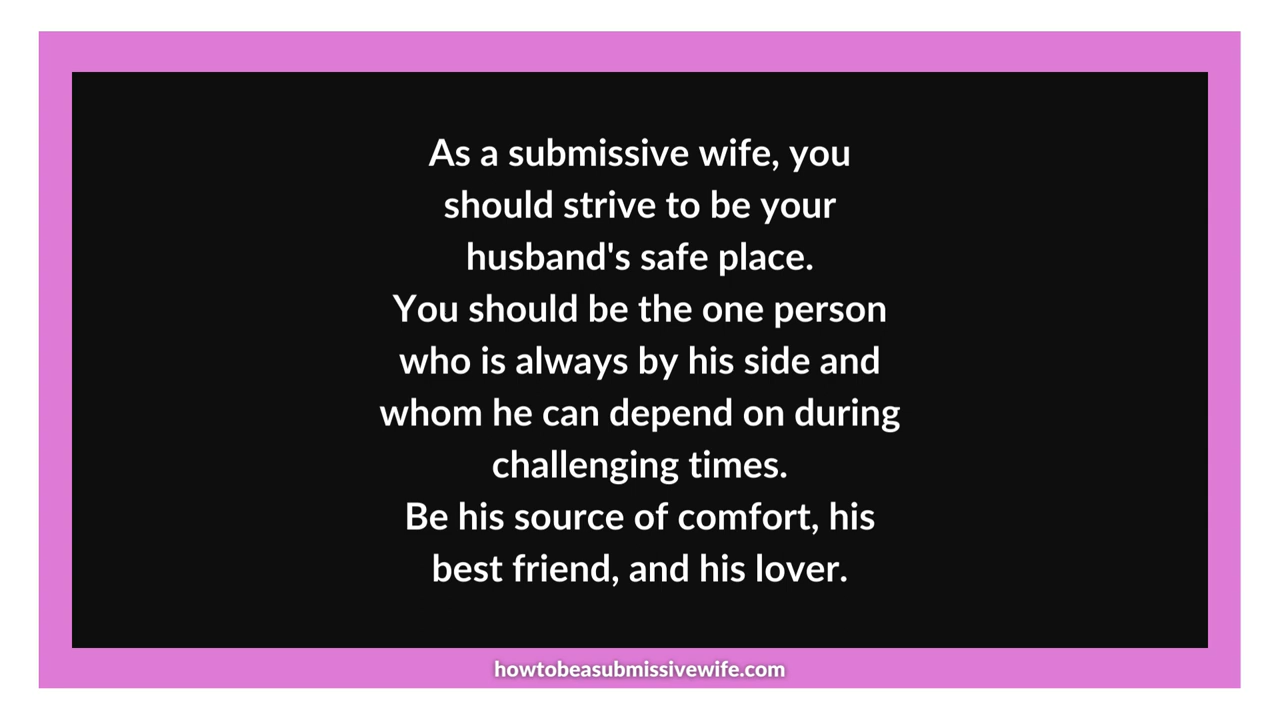 As a submissive wife, you
should strive to be your
husband's safe place.
You should be the one person
who is always by his side and
whom he can depend on during
challenging times.
Be his source of comfort, his
best friend, and his lover.
howtobeasubmissivewife.com